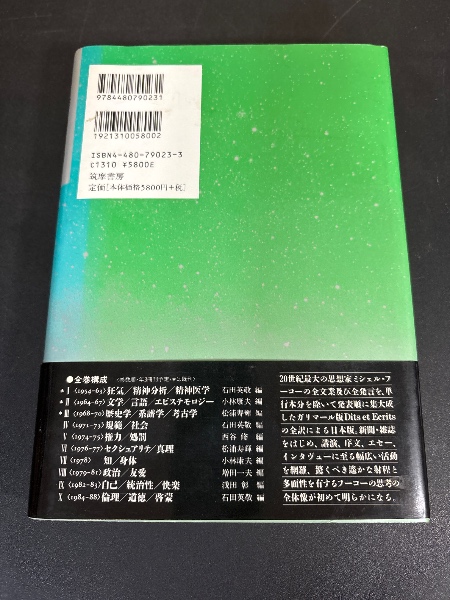 9784480790231
1921310058002
ISBN4-480-79023-3
C1310 ¥5800E
筑摩書房
定価[本体価格5800円+税]
●全巻構成
*Ⅰ〈1954-63〉狂気／精神分析／精神医学 石田英敬 編
*Ⅱ〈1964-67〉文学／言語／エピステモロジー 小林康夫 編
*Ⅲ〈1968-70〉歴史学／系譜学／考古学 松浦寿輝 編
Ⅳ〈1971-73〉規範／社会 石田英敬 編
Ⅴ〈1974-75〉権力／処罰 西谷 修 編
Ⅵ〈1976-77〉セクシュアリテ／真理 松浦寿輝 編
Ⅶ〈1978〉 知／身体 小林康夫 編
Ⅷ〈1979-81〉政治／友愛 増田一夫 編
Ⅸ〈1982-83〉自己／統治性／快楽 浅田 彰 編
Ⅹ〈1984-88〉倫理／道徳／啓蒙 石田英敬 編
20世紀最大の思想家ミシェル・フ
ーコーの全文業及び全発言を、単
行本分を除いて発表順に集大成
したガリマール版Dits et Ecrits
の全訳による日本版。新聞・雑誌
をはじめ、講演、序文、エセー、
インタヴューに至る幅広い活動
を網羅、驚くべき遙かな射程と
多面性を有するフーコーの思考の
全体像が初めて明らかになる。